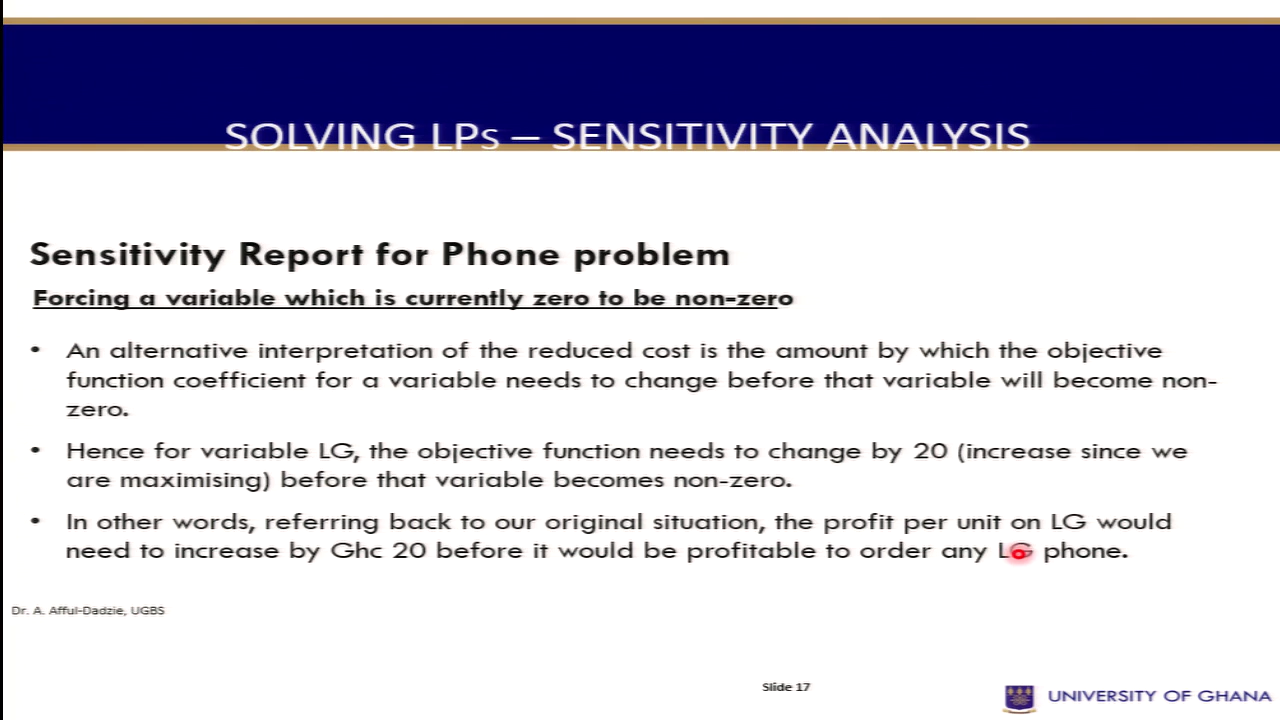 SOLVING LPs – SENSITIVITY ANALYSIS
Sensitivity Report for Phone problem
Forcing a variable which is currently zero to be non-zero
• An alternative interpretation of the reduced cost is the amount by which the objective
function coefficient for a variable needs to change before that variable will become non-
zero.
• Hence for variable LG, the objective function needs to change by 20 (increase since we
are maximising) before that variable becomes non-zero.
• In other words, referring back to our original situation, the profit per unit on LG would
need to increase by Ghc 20 before it would be profitable to order any LG phone.
Dr. A. Afful-Dadzie, UGBS
Slide 17
UNIVERSITY OF GHANA